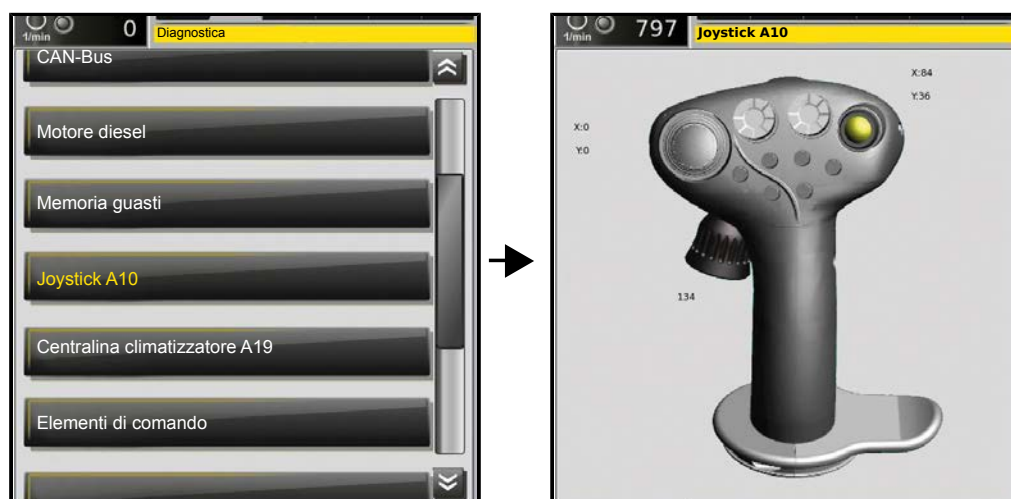 1/min 0 Diagnostica
CAN-Bus
Motore diesel
Memoria guasti
Joystick A10
Centralina climatizzatore A19
Elementi di comando
1/min 797 Joystick A10
X:84
Y:36
X:0
Y:0
134